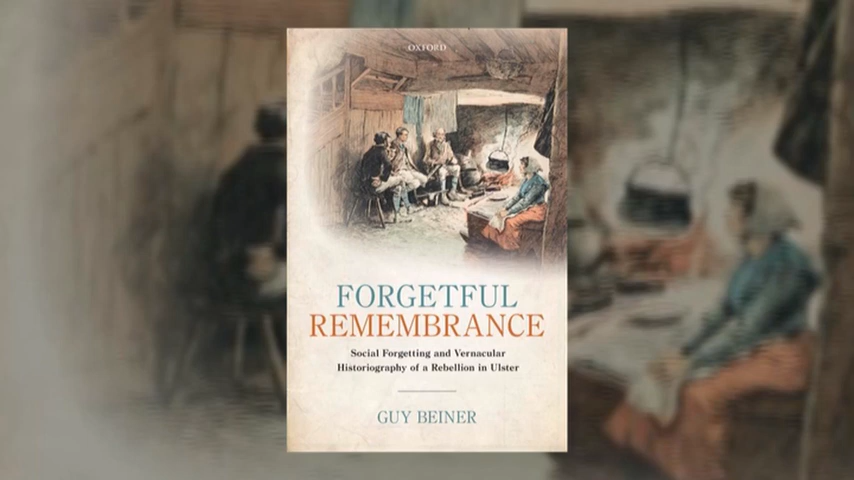 OXFORD
FORGETFUL
REMEMBRANCE
Social Forgetting and Vernacular
Historiography of a Rebellion in Ulster
GUY BEINER